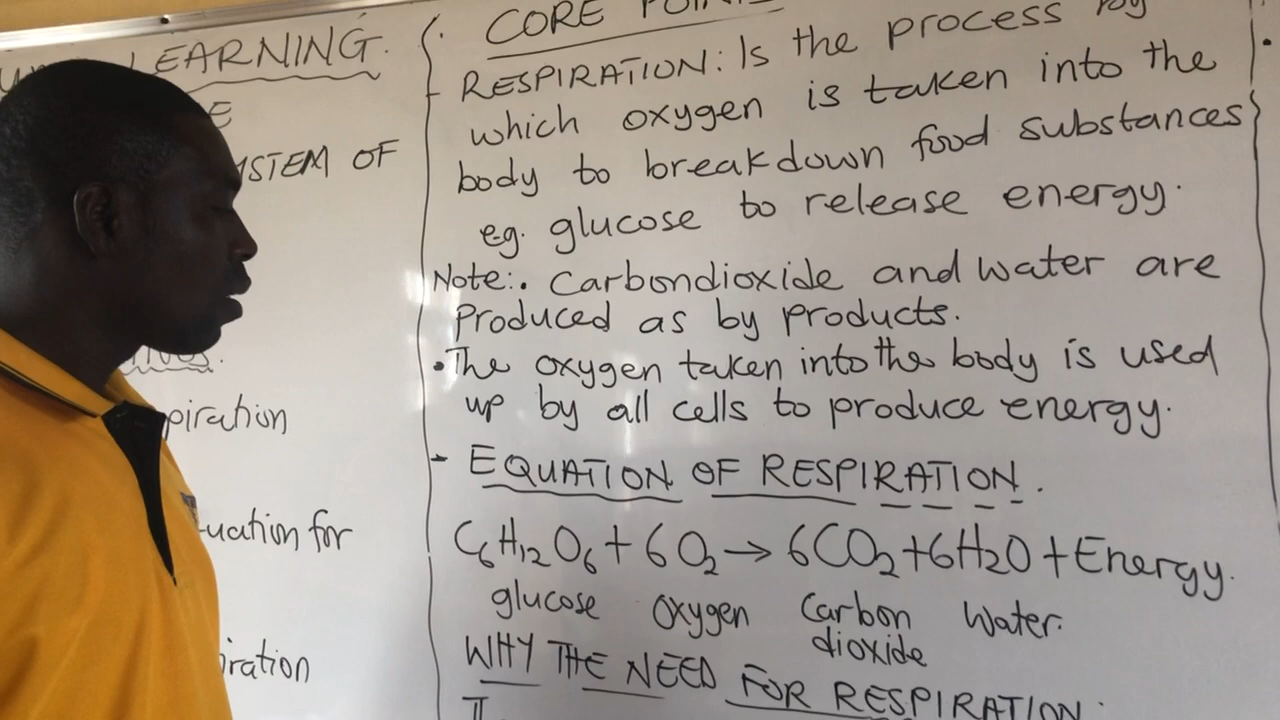 LEARNING.
E
YSTEM OF
piration
uation for
iration
CORE POINTS
RESPIRATION: Is the process by
which oxygen is taken into the
body to breakdown food substances
eg. glucose to release energy.
Note:. Carbondioxide and water are
produced as by products.
• The oxygen taken into the body is used
up by all cells to produce energy.
- EQUATION OF RESPIRATION.
C6H12O6 + 6O2 → 6CO2 + 6H2O + Energy.
glucose oxygen Carbon Water.
dioxide
WHY THE NEED FOR RESPIRATION.